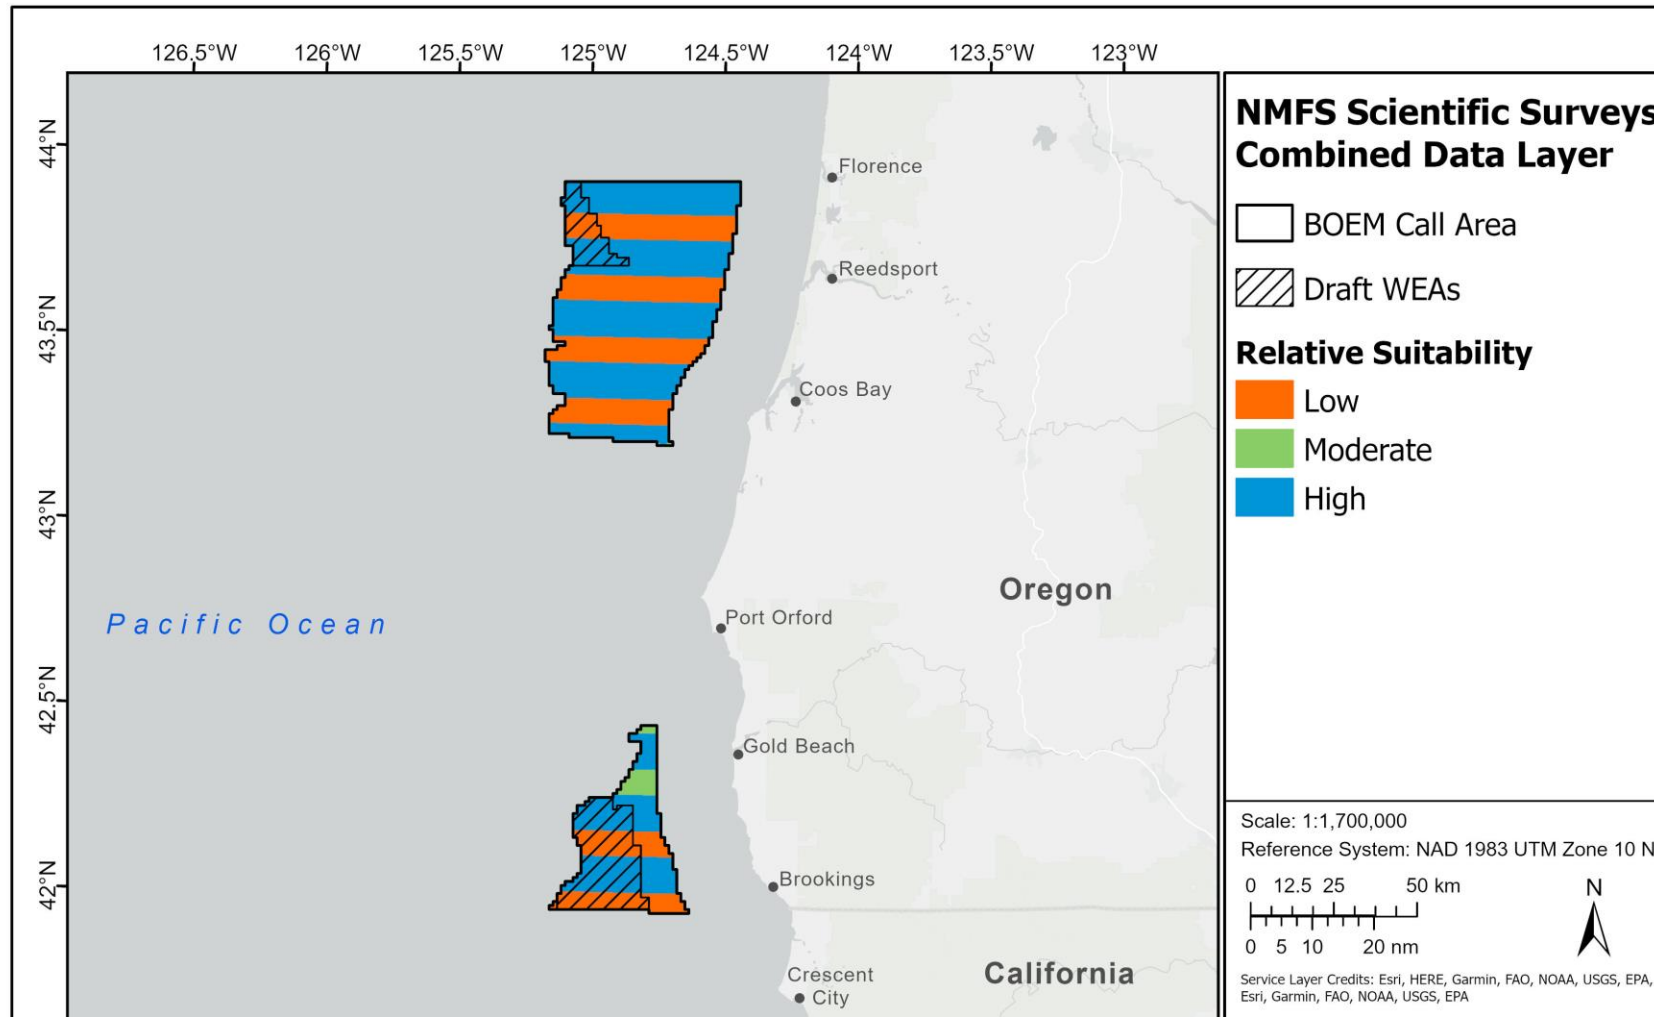 126.5°W 126°W 125.5°W 125°W 124.5°W 124°W 123.5°W 123°W
44°N
43.5°N
43°N
42.5°N
42°N
Florence
Reedsport
Coos Bay
Port Orford
Oregon
Pacific Ocean
Gold Beach
Brookings
California
Crescent
City
NMFS Scientific Surveys
Combined Data Layer
BOEM Call Area
Draft WEAs
Relative Suitability
Low
Moderate
High
Scale: 1:1,700,000
Reference System: NAD 1983 UTM Zone 10 N
0 12.5 25 50 km
0 5 10 20 nm
N
Service Layer Credits: Esri, HERE, Garmin, FAO, NOAA, USGS, EPA,
Esri, Garmin, FAO, NOAA, USGS, EPA